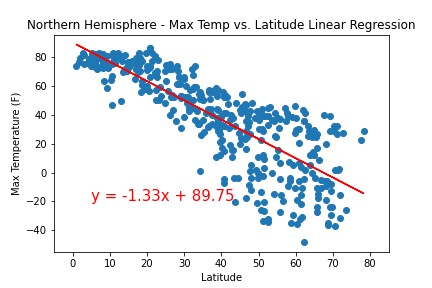 Northern Hemisphere - Max Temp vs. Latitude Linear Regression
80
60
40
20
0
−20
−40
Max Temperature (F)
y = -1.33x + 89.75
0 10 20 30 40 50 60 70 80
Latitude